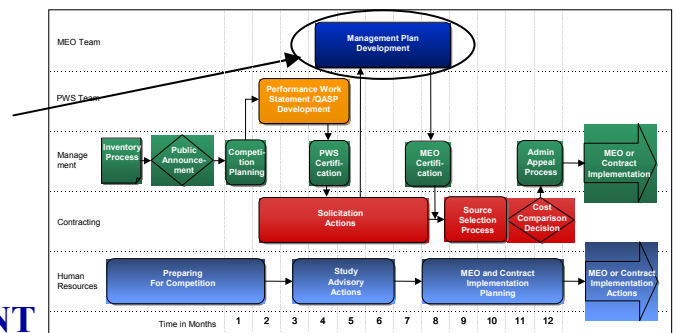 MEO Team
Management Plan
Development
PWS Team
Performance Work
Statement /QASP
Development
Manage
ment
Inventory
Process
Public
Announce-
ment
Competi-
tion
Planning
PWS
Certifi-
cation
MEO
Certifi-
cation
Admin
Appeal
Process
MEO or
Contract
Implementation
Contracting
Solicitation
Actions
Source
Selection
Process
Cost
Comparison
Decision
Human
Resources
Preparing
For Competition
Study
Advisory
Actions
MEO and Contract
Implementation
Planning
MEO or Contract
Implementation
Actions
NT
Time in Months 1 2 3 4 5 6 7 8 9 10 11 12